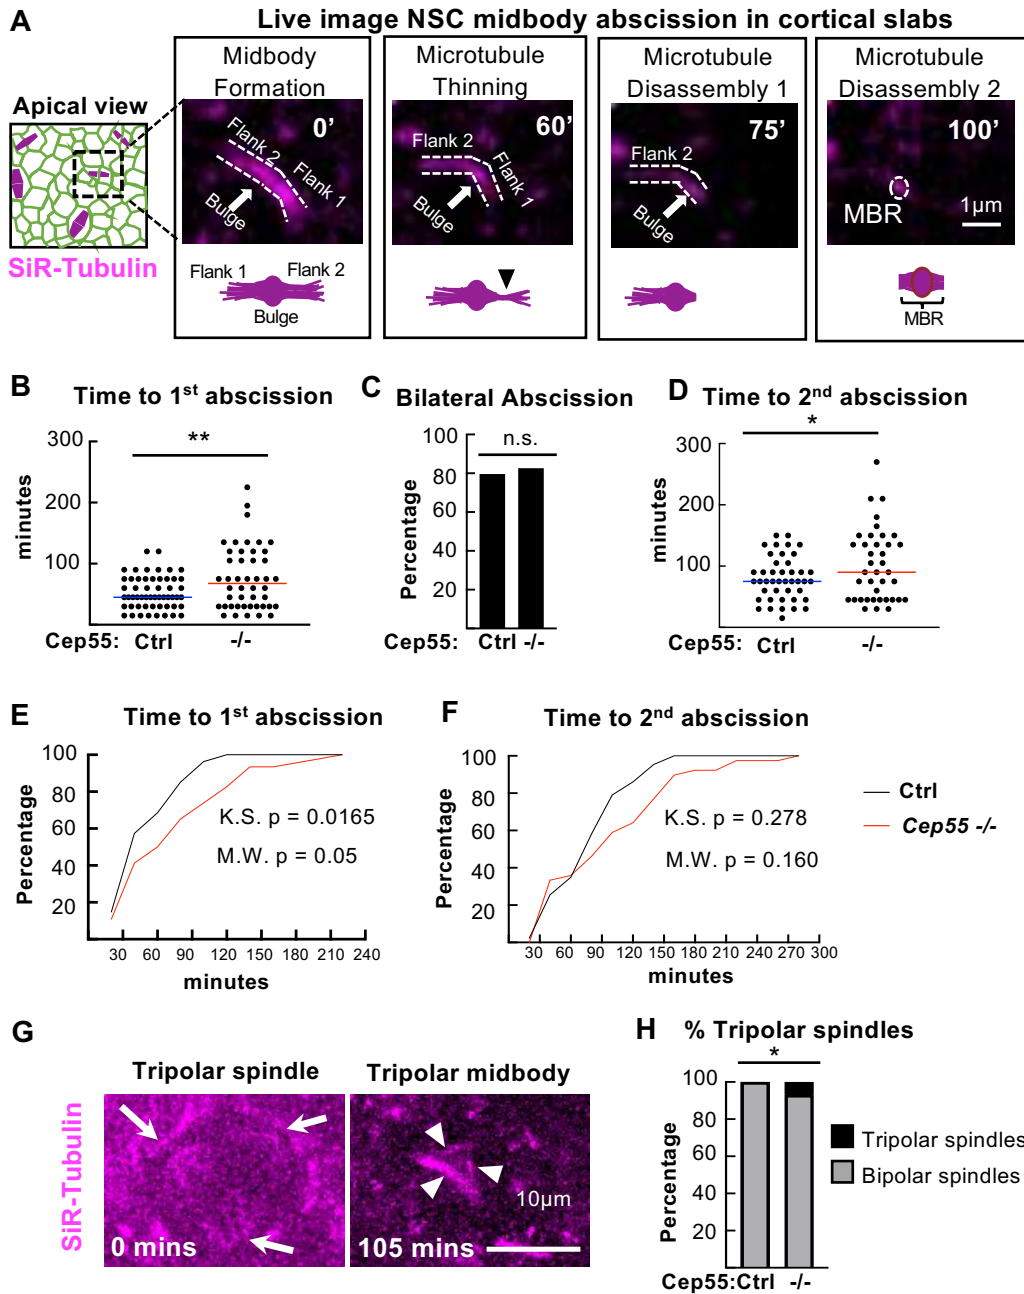 A
Live image NSC midbody abscission in cortical slabs
Apical view
SiR-Tubulin
Midbody
Formation
0’
Flank 2
Flank 1
Bulge
Flank 1
Flank 2
Bulge
Microtubule
Thinning
60’
Flank 2
Flank 1
Bulge
Microtubule
Disassembly 1
75’
Flank 2
Bulge
Microtubule
Disassembly 2
100’
MBR
1µm
MBR
B
Time to 1st abscission
**
minutes
300
200
100
Cep55: Ctrl -/-
C
Bilateral Abscission
n.s.
Percentage
100
80
60
40
20
Cep55: Ctrl -/-
D
Time to 2nd abscission
*
minutes
300
200
100
Cep55: Ctrl -/-
E
Time to 1st abscission
Percentage
100
80
60
40
20
K.S. p = 0.0165
M.W. p = 0.05
30 60 90 120 150 180 210 240
minutes
F
Time to 2nd abscission
Percentage
100
80
60
40
20
K.S. p = 0.278
M.W. p = 0.160
30 60 90 120 150 180 210 240 270 300
minutes
Ctrl
Cep55 -/-
G
Tripolar spindle
Tripolar midbody
SiR-Tubulin
0 mins
105 mins
10µm
H
% Tripolar spindles
*
Percentage
100
80
60
40
20
Cep55:Ctrl -/-
Tripolar spindles
Bipolar spindles